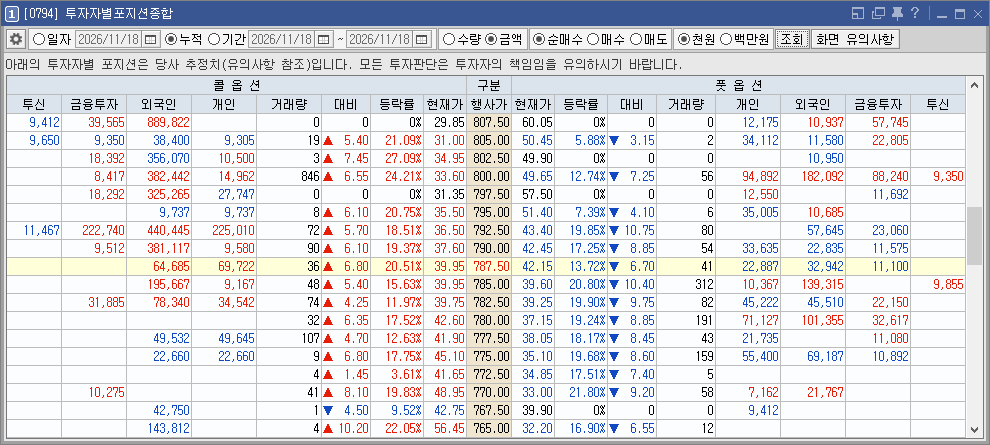 1 [0794] 투자자별포지션종합
일자 2026/11/18 누적 기간 2026/11/18 ~ 2026/11/18 수량 금액 순매수 매수 매도 천원 백만원 조회 화면 유의사항
아래의 투자자별 포지션은 당사 추정치(유의사항 참조)입니다. 모든 투자판단은 투자자의 책임임을 유의하시기 바랍니다.
콜 옵 션 구분 풋 옵 션
투신 금융투자 외국인 개인 거래량 대비 등락률 현재가 행사가 현재가 등락률 대비 거래량 개인 외국인 금융투자 투신
9,412 39,565 889,822 0 0 0% 29.85 807.50 60.05 0% 0 0 12,175 10,937 57,745
9,650 9,350 38,400 9,305 19 ▲ 5.40 21.09% 31.00 805.00 50.45 5.88% ▼ 3.15 2 34,112 11,580 22,805
18,392 356,070 10,500 3 ▲ 7.45 27.09% 34.95 802.50 49.90 0% 0 0 10,950
8,417 382,442 14,962 846 ▲ 6.55 24.21% 33.60 800.00 49.65 12.74% ▼ 7.25 56 94,892 182,092 88,240 9,350
18,292 325,265 27,747 0 0 0% 31.35 797.50 57.50 0% 0 0 12,550 11,692
9,737 9,737 8 ▲ 6.10 20.75% 35.50 795.00 51.40 7.39% ▼ 4.10 6 35,005 10,685
11,467 222,740 440,445 225,010 72 ▲ 5.70 18.51% 36.50 792.50 43.40 19.85% ▼ 10.75 80 57,645 23,060
9,512 381,117 9,580 90 ▲ 6.10 19.37% 37.60 790.00 42.45 17.25% ▼ 8.85 54 33,635 22,835 11,575
64,685 69,722 36 ▲ 6.80 20.51% 39.95 787.50 42.15 13.72% ▼ 6.70 41 22,887 32,942 11,100
195,667 9,167 48 ▲ 5.40 15.63% 39.95 785.00 39.60 20.80% ▼ 10.40 312 10,367 139,315 9,855
31,885 78,340 34,542 74 ▲ 4.25 11.97% 39.75 782.50 39.25 19.90% ▼ 9.75 82 45,222 45,510 22,150
32 ▲ 6.35 17.52% 42.60 780.00 37.15 19.24% ▼ 8.85 191 71,127 101,355 32,617
49,532 49,645 107 ▲ 4.70 12.63% 41.90 777.50 38.05 18.17% ▼ 8.45 43 21,735 11,080
22,660 22,660 9 ▲ 6.80 17.75% 45.10 775.00 35.10 19.68% ▼ 8.60 159 55,400 69,187 10,892
4 ▲ 1.45 3.61% 41.65 772.50 34.85 17.51% ▼ 7.40 5
10,275 41 ▲ 8.10 19.83% 48.95 770.00 33.00 21.80% ▼ 9.20 58 7,162 21,767
42,750 1 ▼ 4.50 9.52% 42.75 767.50 39.90 0% 0 0 9,412
143,812 4 ▲ 10.20 22.05% 56.45 765.00 32.20 16.90% ▼ 6.55 12